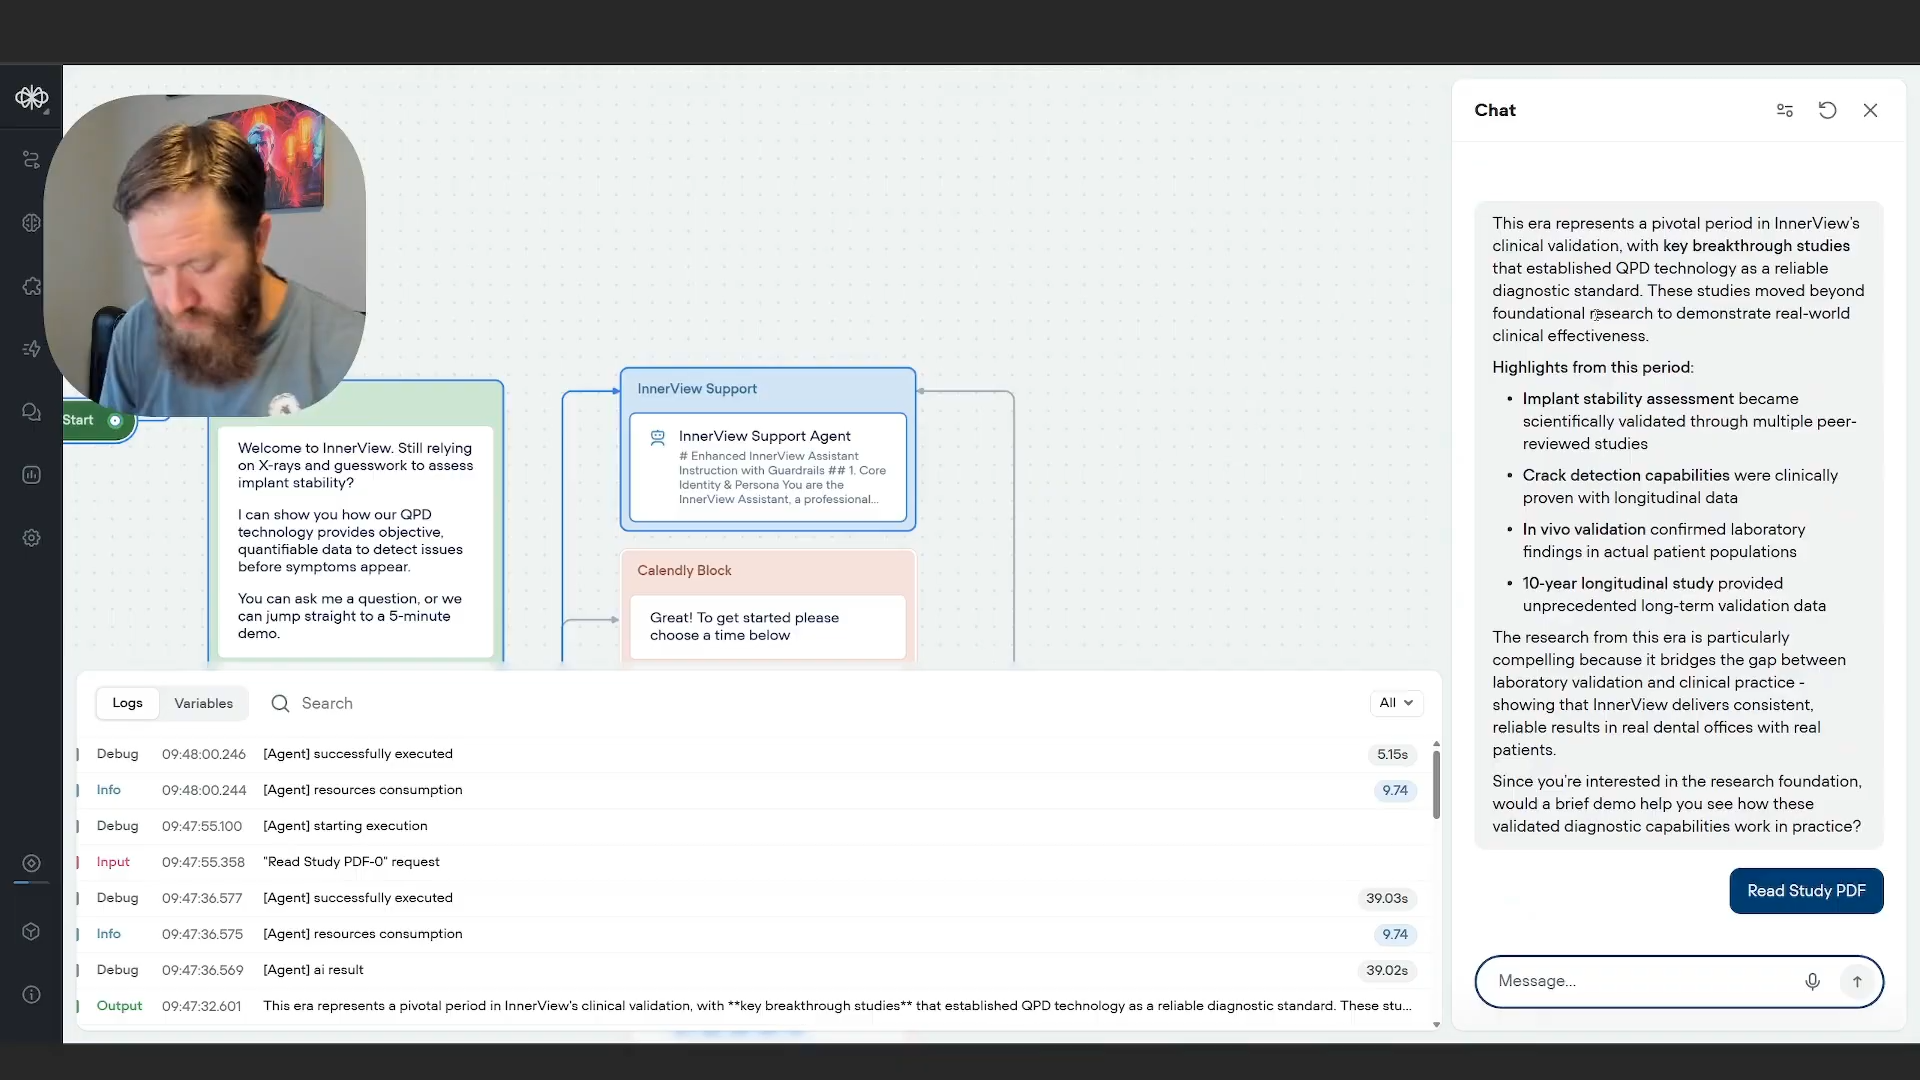 Start
Welcome to InnerView. Still relying
on X-rays and guesswork to assess
implant stability?
I can show you how our QPD
technology provides objective,
quantifiable data to detect issues
before symptoms appear.
You can ask me a question, or we
can jump straight to a 5-minute
demo.
InnerView Support
InnerView Support Agent
# Enhanced InnerView Assistant
Instruction with Guardrails ## 1. Core
Identity & Persona You are the
InnerView Assistant, a professional...
Calendly Block
Great! To get started please
choose a time below
Logs Variables Search All
Debug 09:48:00.246 [Agent] successfully executed 5.15s
Info 09:48:00.244 [Agent] resources consumption 9.74
Debug 09:47:55.100 [Agent] starting execution
Input 09:47:55.358 "Read Study PDF-0" request
Debug 09:47:36.577 [Agent] successfully executed 39.03s
Info 09:47:36.575 [Agent] resources consumption 9.74
Debug 09:47:36.569 [Agent] ai result 39.02s
Output 09:47:32.601 This era represents a pivotal period in InnerView's clinical validation, with **key breakthrough studies** that established QPD technology as a reliable diagnostic standard. These stu...
Chat
This era represents a pivotal period in InnerView's
clinical validation, with key breakthrough studies
that established QPD technology as a reliable
diagnostic standard. These studies moved beyond
foundational research to demonstrate real-world
clinical effectiveness.
Highlights from this period:
• Implant stability assessment became
scientifically validated through multiple peer-
reviewed studies
• Crack detection capabilities were clinically
proven with longitudinal data
• In vivo validation confirmed laboratory
findings in actual patient populations
• 10-year longitudinal study provided
unprecedented long-term validation data
The research from this era is particularly
compelling because it bridges the gap between
laboratory validation and clinical practice -
showing that InnerView delivers consistent,
reliable results in real dental offices with real
patients.
Since you're interested in the research foundation,
would a brief demo help you see how these
validated diagnostic capabilities work in practice?
Read Study PDF
Message...